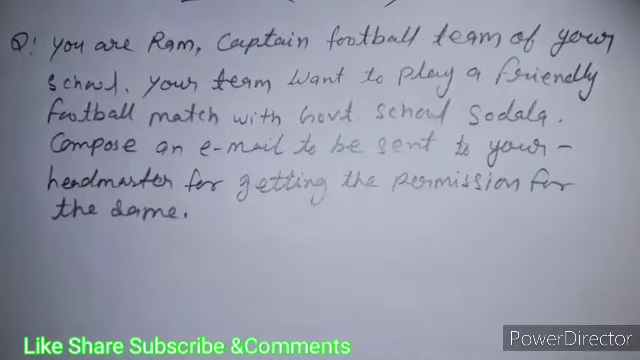 Q: you are Ram, Captain football team of your
school. your team want to play a friendly
football match with Govt. school Sodala.
Compose an e-mail to be sent to your-
headmaster for getting the permission for
the same.
Like Share Subscribe &Comments
PowerDirector